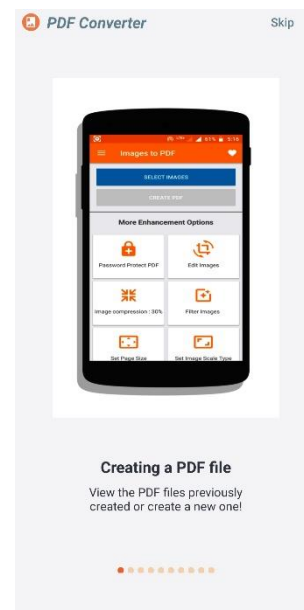 PDF Converter
Skip
Images to PDF
SELECT IMAGES
CREATE PDF
More Enhancement Options
Password Protect PDF
Edit Images
Image compression : 30%
Filter Images
Set Page Size
Set Image Scale Type
Creating a PDF file
View the PDF files previously
created or create a new one!